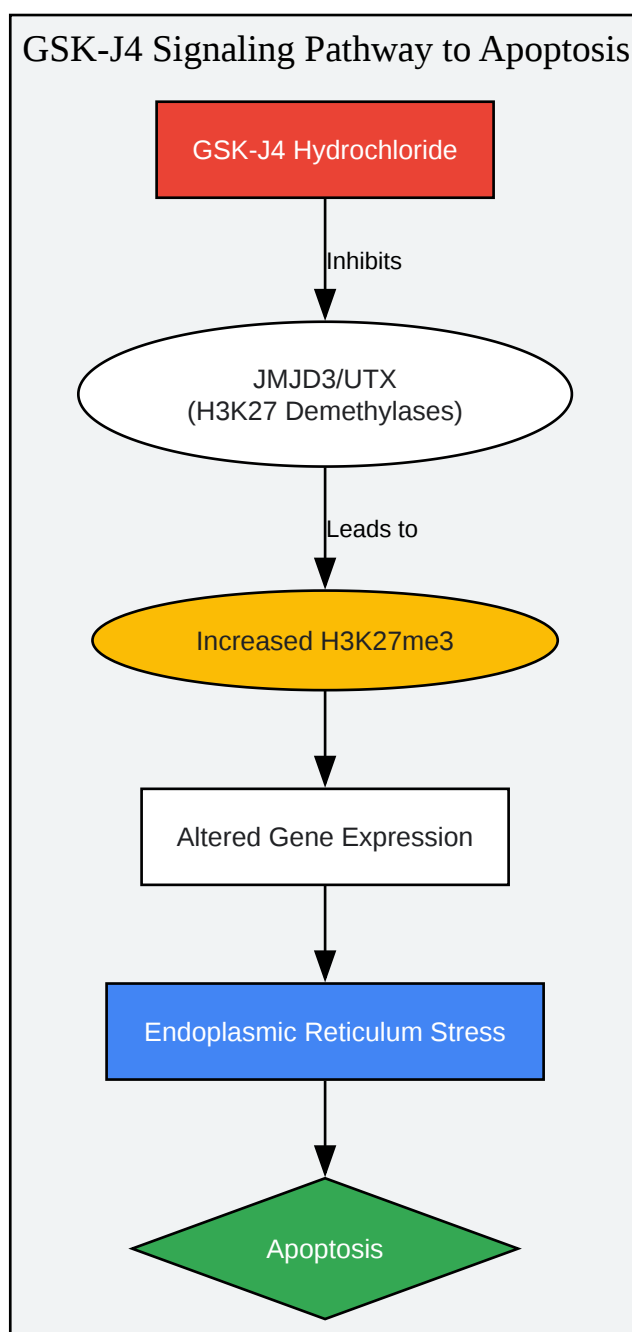 GSK-J4 Signaling Pathway to Apoptosis
GSK-J4 Hydrochloride
Inhibits
JMJD3/UTX
(H3K27 Demethylases)
Leads to
Increased H3K27me3
Altered Gene Expression
Endoplasmic Reticulum Stress
Apoptosis